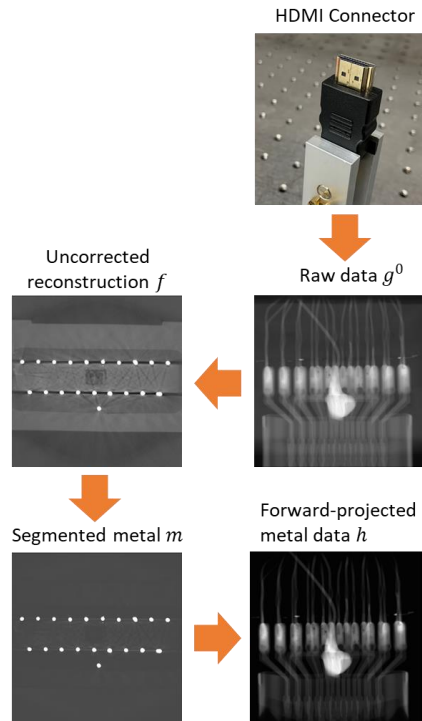 HDMI Connector
Raw data g⁰
Uncorrected
reconstruction f
Segmented metal m
Forward-projected
metal data h